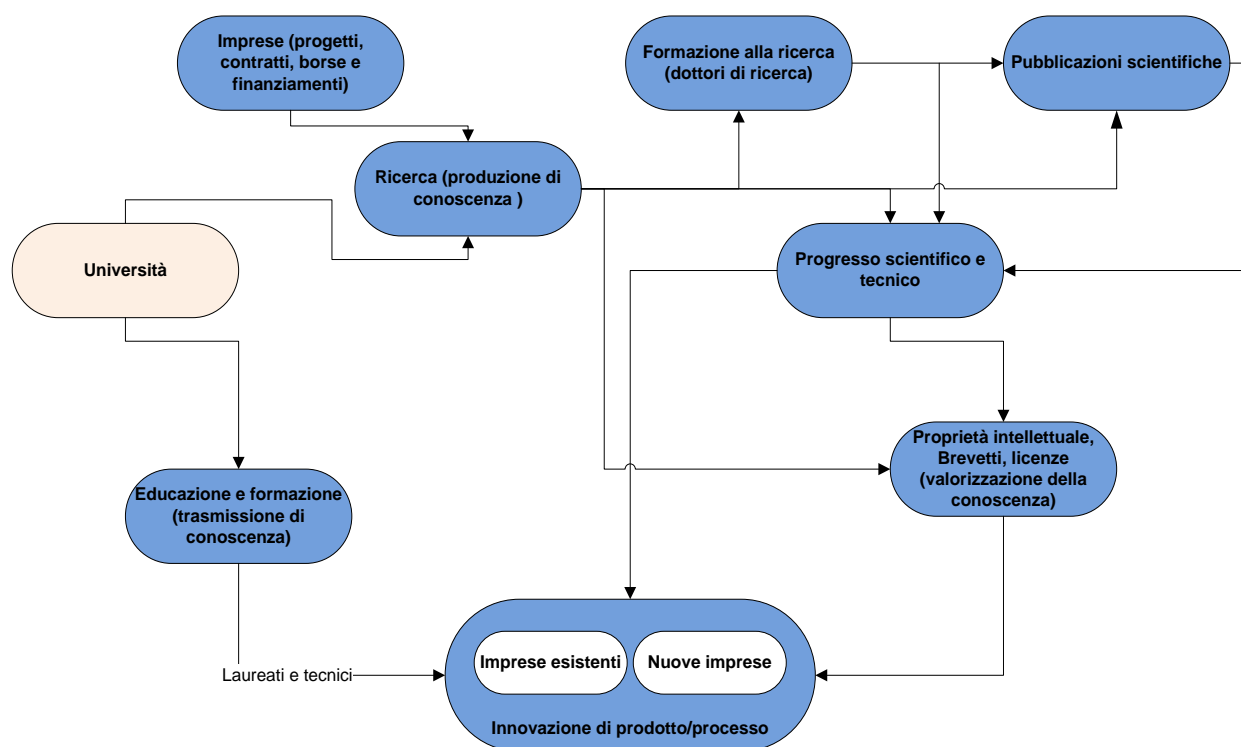 Imprese (progetti,
contratti, borse e
finanziamenti)
Formazione alla ricerca
(dottori di ricerca)
Pubblicazioni scientifiche
Ricerca (produzione di
conoscenza )
Università
Progresso scientifico e
tecnico
Proprietà intellettuale,
Brevetti, licenze
(valorizzazione della
conoscenza)
Educazione e formazione
(trasmissione di
conoscenza)
Laureati e tecnici
Imprese esistenti
Nuove imprese
Innovazione di prodotto/processo